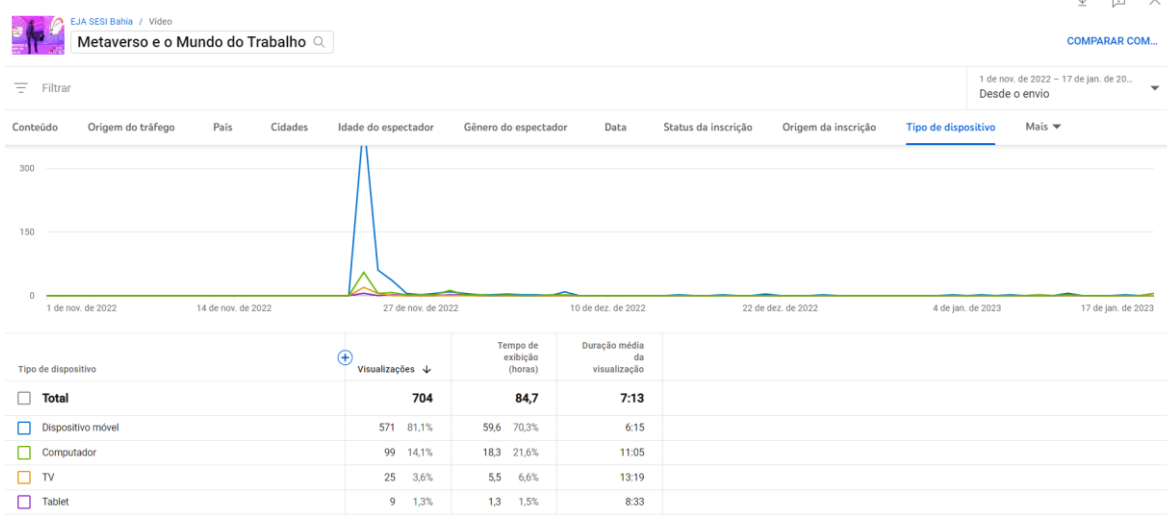 EJA SESI Bahia / Vídeo
Metaverso e o Mundo do Trabalho
COMPARAR COM...
Filtrar
1 de nov. de 2022 – 17 de jan. de 20...
Desde o envio
Conteúdo Origem do tráfego País Cidades Idade do espectador Gênero do espectador Data Status da inscrição Origem da inscrição Tipo de dispositivo Mais
300
150
0
1 de nov. de 2022 14 de nov. de 2022 27 de nov. de 2022 10 de dez. de 2022 22 de dez. de 2022 4 de jan. de 2023 17 de jan. de 2023
Tipo de dispositivo Visualizações Tempo de exibição (horas) Duração média da visualização
Total 704 84,7 7:13
Dispositivo móvel 571 81,1% 59,6 70,3% 6:15
Computador 99 14,1% 18,3 21,6% 11:05
TV 25 3,6% 5,5 6,6% 13:19
Tablet 9 1,3% 1,3 1,5% 8:33